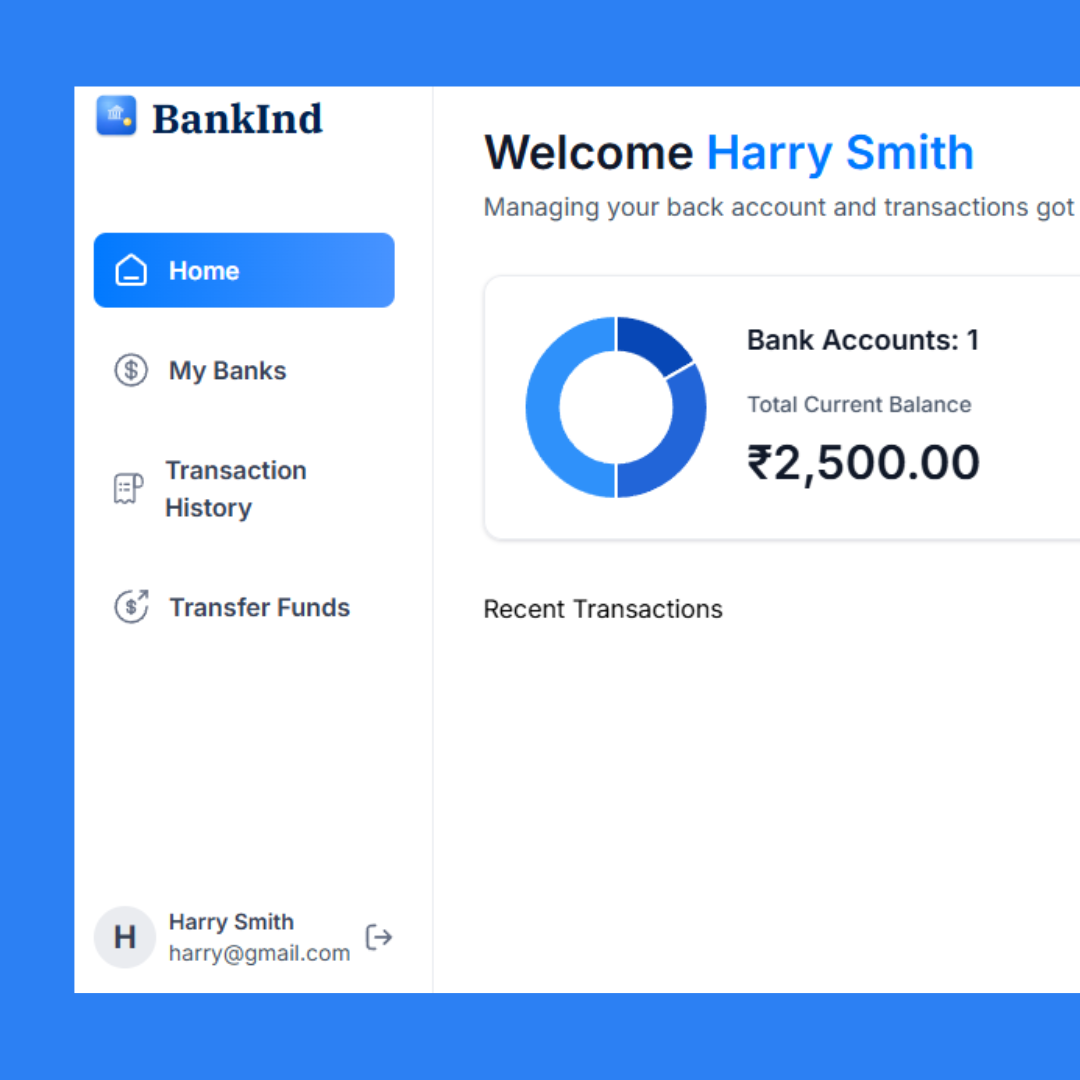 BankInd
Home
My Banks
Transaction
History
Transfer Funds
H
Harry Smith
harry@gmail.com
Welcome Harry Smith
Managing your back account and transactions got
Bank Accounts: 1
Total Current Balance
₹2,500.00
Recent Transactions